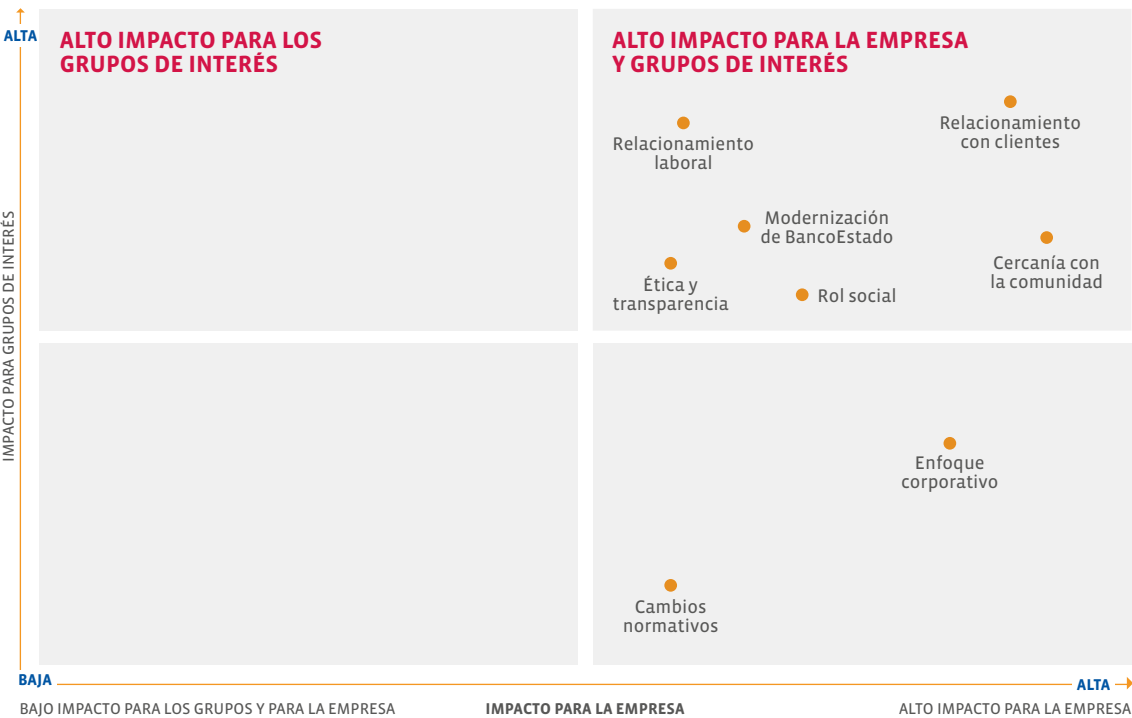 ALTA
ALTO IMPACTO PARA LOS
GRUPOS DE INTERÉS
ALTO IMPACTO PARA LA EMPRESA
Y GRUPOS DE INTERÉS
Relacionamiento
laboral
Relacionamiento
con clientes
Modernización
de BancoEstado
Cercanía con
la comunidad
Ética y
transparencia
Rol social
IMPACTO PARA GRUPOS DE INTERÉS
Enfoque
corporativo
Cambios
normativos
BAJA
ALTA
BAJO IMPACTO PARA LOS GRUPOS Y PARA LA EMPRESA
IMPACTO PARA LA EMPRESA
ALTO IMPACTO PARA LA EMPRESA